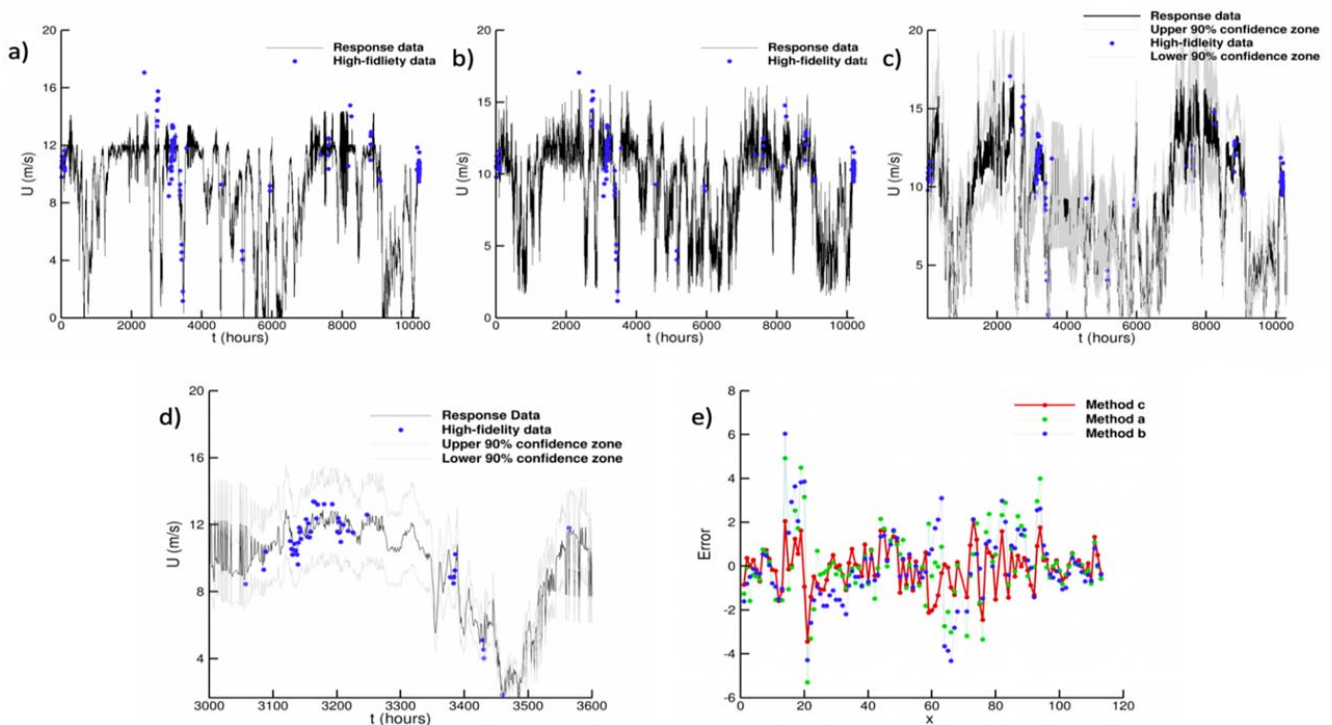 a)
20
16
12
8
4
0
U (m/s)
0 2000 4000 6000 8000 10000
t (hours)
Response data
High-fidliety data
b)
20
15
10
5
0
U (m/s)
0 2000 4000 6000 8000 10000
t (hours)
Response data
High-fidelity data
c)
20
15
10
5
U (m/s)
2000 4000 6000 8000 10000
t (hours)
Response data
Upper 90% confidence zone
High-fidleity data
Lower 90% confidence zone
d)
20
16
12
8
4
U (m/s)
3000 3100 3200 3300 3400 3500 3600
t (hours)
Response Data
High-fidelity data
Upper 90% confidence zone
Lower 90% confidence zone
e)
8
6
4
2
0
-2
-4
-6
Error
0 20 40 60 80 100 120
x
Method c
Method a
Method b